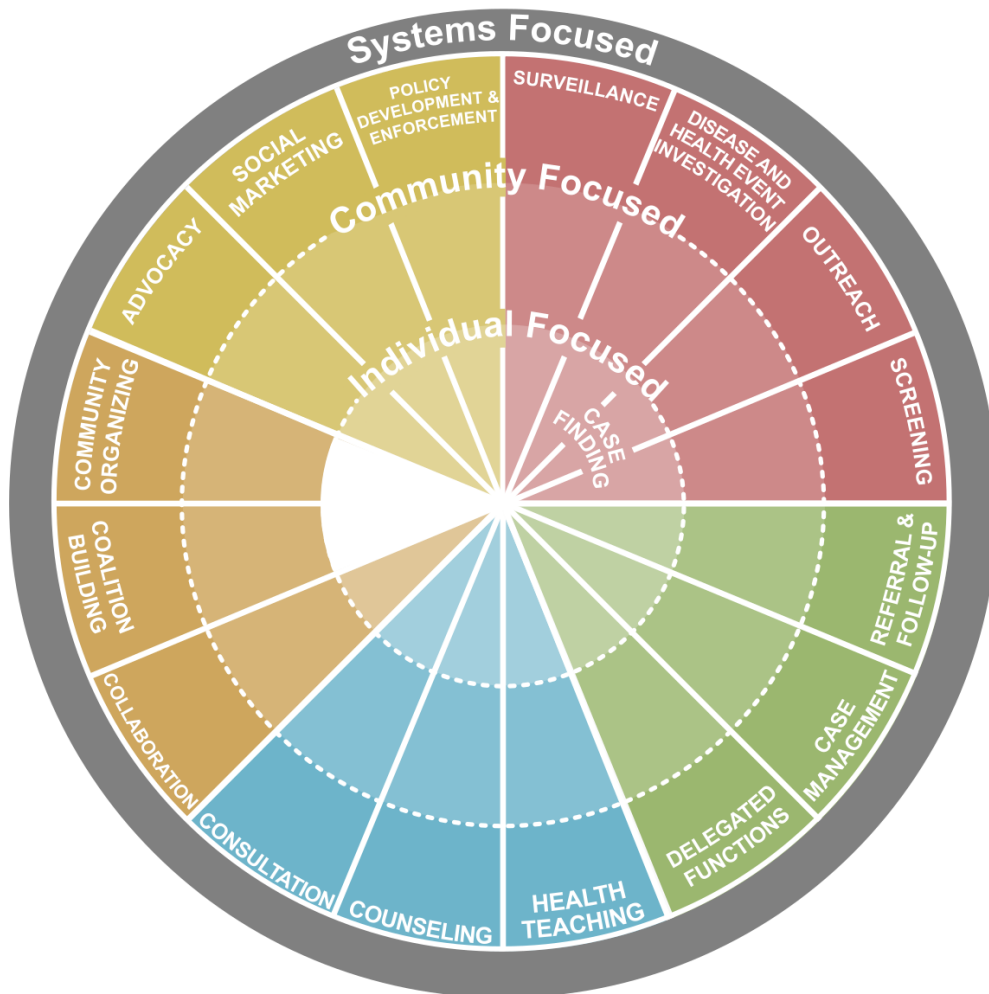 Systems Focused
Community Focused
Individual Focused
SURVEILLANCE
DISEASE AND
HEALTH EVENT
INVESTIGATION
OUTREACH
SCREENING
CASE
FINDING
REFERRAL &
FOLLOW-UP
CASE
MANAGEMENT
DELEGATED
FUNCTIONS
HEALTH
TEACHING
COUNSELING
CONSULTATION
COLLABORATION
COALITION
BUILDING
COMMUNITY
ORGANIZING
ADVOCACY
SOCIAL
MARKETING
POLICY
DEVELOPMENT &
ENFORCEMENT